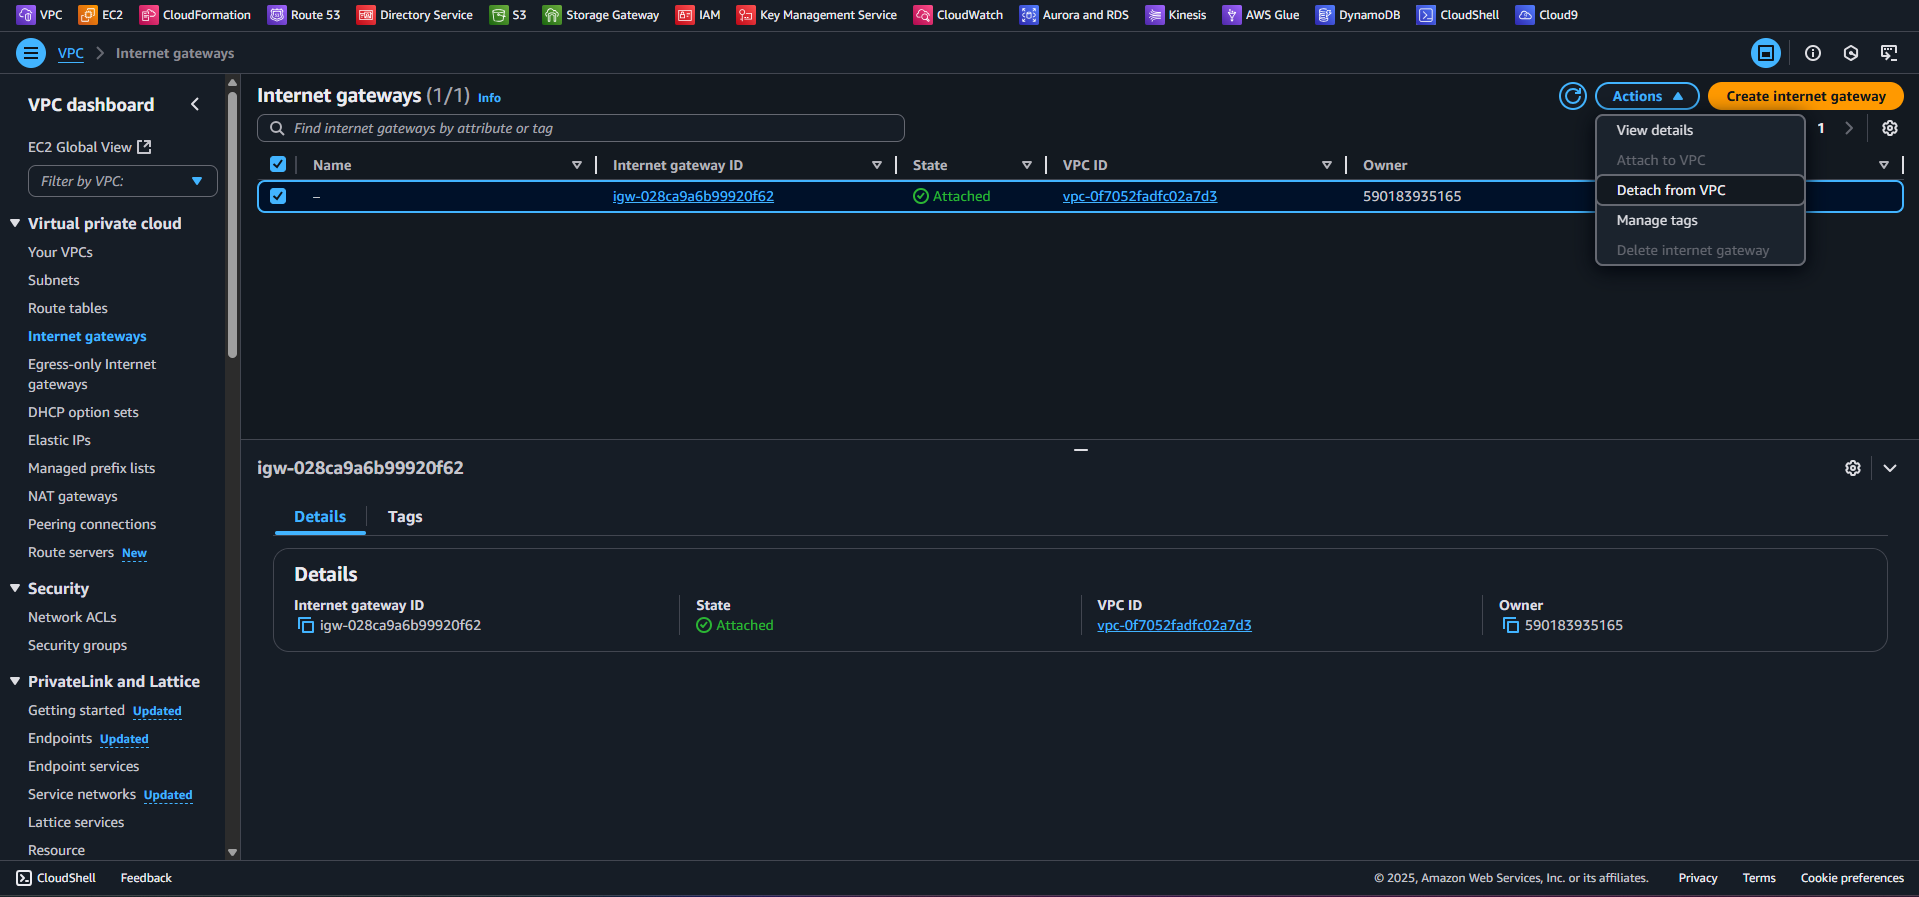 VPC EC2 CloudFormation Route 53 Directory Service S3 Storage Gateway IAM Key Management Service CloudWatch Aurora and RDS Kinesis AWS Glue DynamoDB CloudShell Cloud9
VPC Internet gateways
VPC dashboard
EC2 Global View
Filter by VPC:
Virtual private cloud
Your VPCs
Subnets
Route tables
Internet gateways
Egress-only Internet
gateways
DHCP option sets
Elastic IPs
Managed prefix lists
NAT gateways
Peering connections
Route servers New
Security
Network ACLs
Security groups
PrivateLink and Lattice
Getting started Updated
Endpoints Updated
Endpoint services
Service networks Updated
Lattice services
Resource
Internet gateways (1/1) Info
Actions Create internet gateway
Find internet gateways by attribute or tag
1
View details
Attach to VPC
Detach from VPC
Manage tags
Delete internet gateway
Name Internet gateway ID State VPC ID Owner
– igw-028ca9a6b99920f62 Attached vpc-0f7052fadfc02a7d3 590183935165
igw-028ca9a6b99920f62
Details Tags
Details
Internet gateway ID State VPC ID Owner
igw-028ca9a6b99920f62 Attached vpc-0f7052fadfc02a7d3 590183935165
CloudShell Feedback © 2025, Amazon Web Services, Inc. or its affiliates. Privacy Terms Cookie preferences